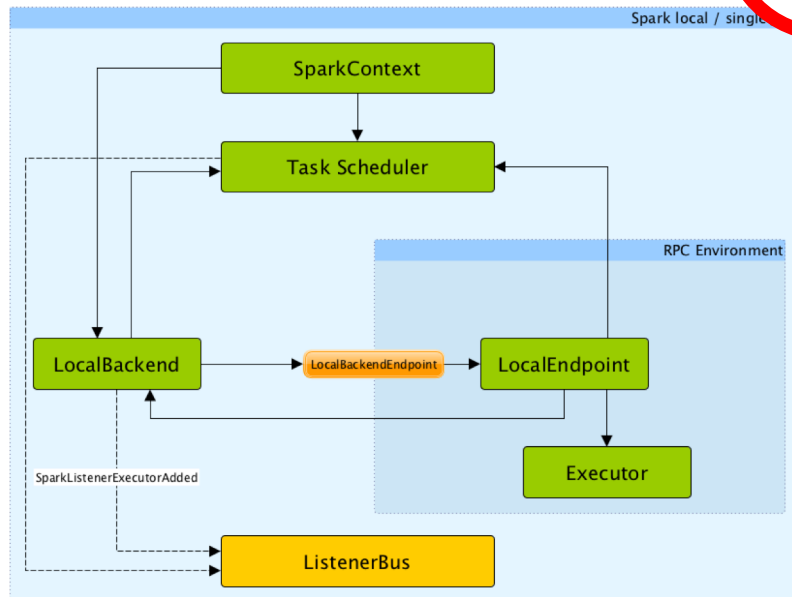 Spark local / single
SparkContext
Task Scheduler
RPC Environment
LocalBackend
LocalBackendEndpoint
LocalEndpoint
Executor
SparkListenerExecutorAdded
ListenerBus